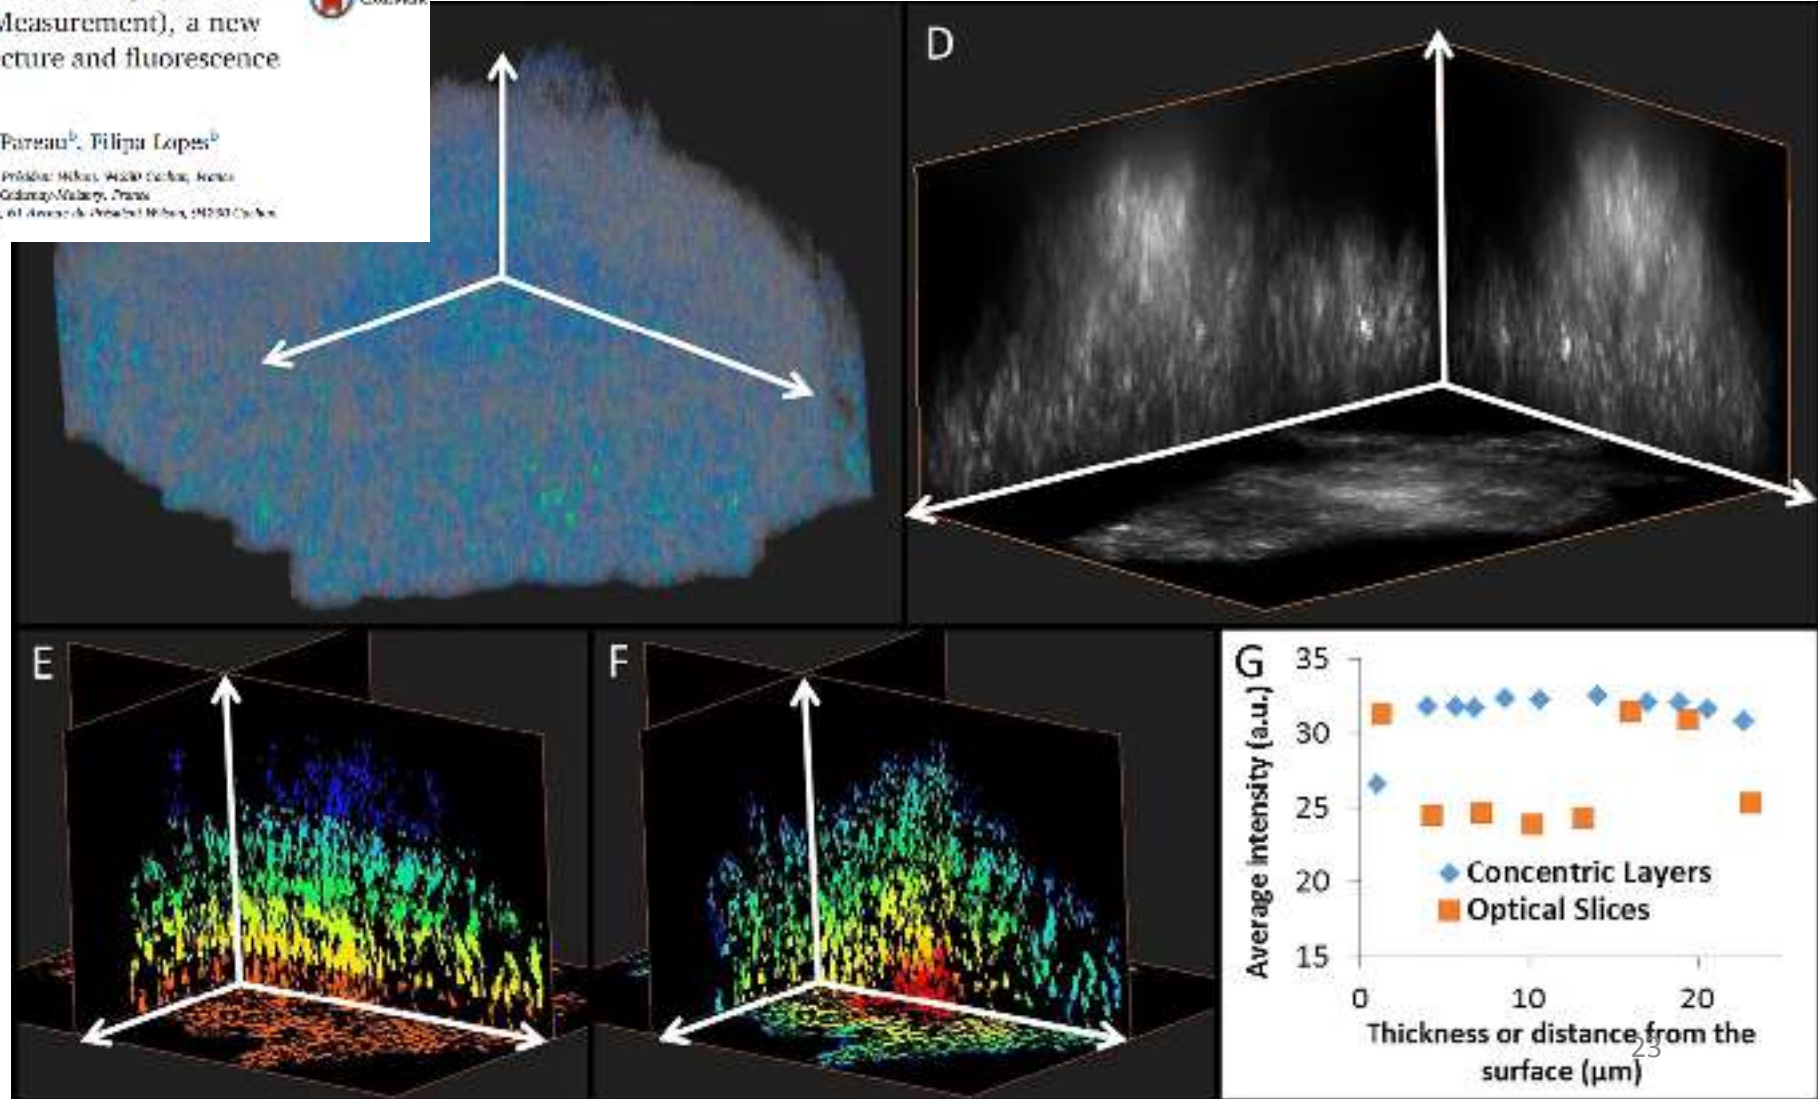 Measurement), a new
cture and fluorescence
Pareau^b, Filipa Lopes^b
D
E
F
G
35
30
25
20
15
Average intensity (a.u.)
Concentric Layers
Optical Slices
0 10 20
Thickness or distance from the
surface (µm)
23